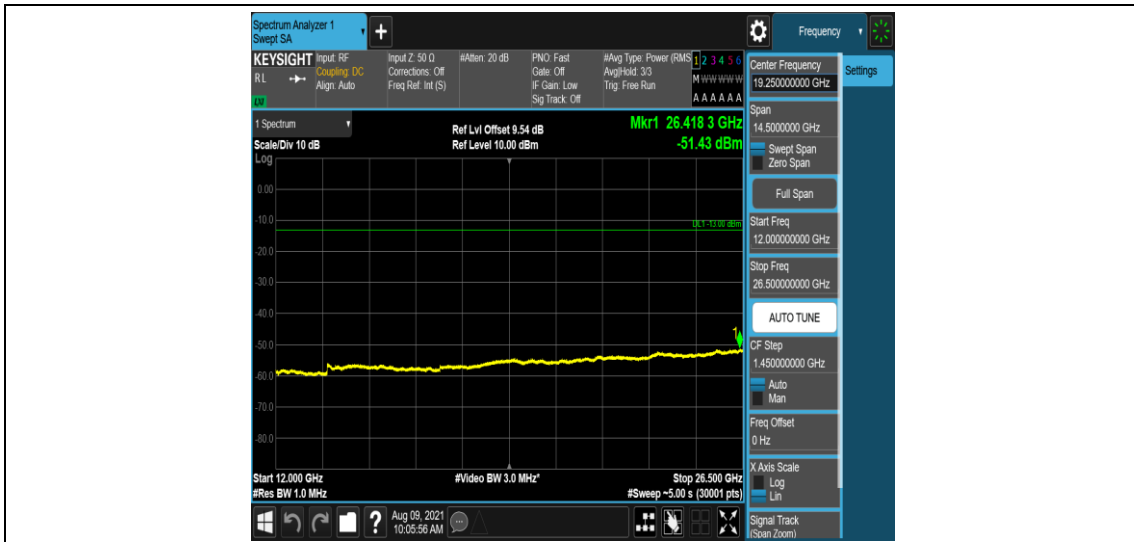 Spectrum Analyzer 1
Swept SA
+
Frequency
KEYSIGHT
RL
LM
Input: RF
Coupling: DC
Align: Auto
Input Z: 50 Ω
Corrections: Off
Freq Ref: Int (S)
#Atten: 20 dB
PNO: Fast
Gate: Off
IF Gain: Low
Sig Track: Off
#Avg Type: Power (RMS
Avg|Hold: 3/3
Trig: Free Run
1 2 3 4 5 6
M W W W W W
A A A A A A
1 Spectrum
Scale/Div 10 dB
Ref Lvl Offset 9.54 dB
Ref Level 10.00 dBm
Mkr1 26.418 3 GHz
-51.43 dBm
Log
0.00
-10.0
-20.0
-30.0
-40.0
-50.0
-60.0
-70.0
-80.0
DL1 -13.00 dBm
1
Start 12.000 GHz
#Res BW 1.0 MHz
#Video BW 3.0 MHz*
Stop 26.500 GHz
#Sweep ~5.00 s (30001 pts)
Center Frequency
19.250000000 GHz
Settings
Span
14.5000000 GHz
Swept Span
Zero Span
Full Span
Start Freq
12.000000000 GHz
Stop Freq
26.500000000 GHz
AUTO TUNE
CF Step
1.450000000 GHz
Auto
Man
Freq Offset
0 Hz
X Axis Scale
Log
Lin
Signal Track
(Span Zoom)
?
Aug 09, 2021
10:05:56 AM